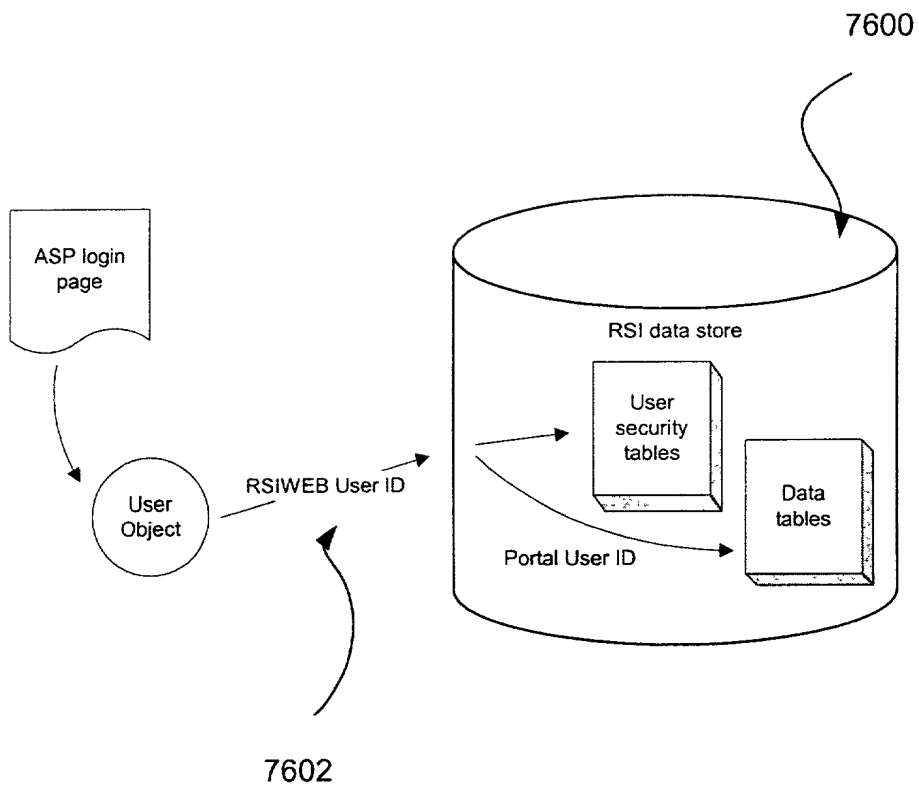 7600
ASP login
page
RSI data store
User
security
tables
RSIWEB User ID
User
Object
Data
tables
Portal User ID
7602